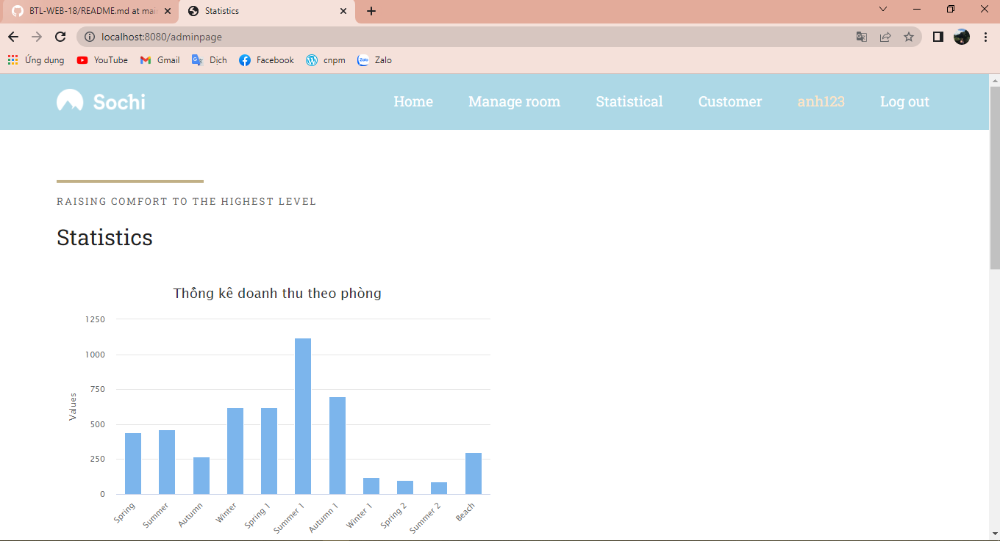 BTL-WEB-18/README.md at mai
Statistics
localhost:8080/adminpage
Ứng dụng
YouTube
Gmail
Dịch
Facebook
cnpm
Zalo
Zalo
Sochi
Home
Manage room
Statistical
Customer
anh123
Log out
RAISING COMFORT TO THE HIGHEST LEVEL
Statistics
Thống kê doanh thu theo phòng
Values
1250
1000
750
500
250
0
Spring
Summer
Autumn
Winter
Spring 1
Summer 1
Autumn 1
Winter 1
Spring 2
Summer 2
Beach